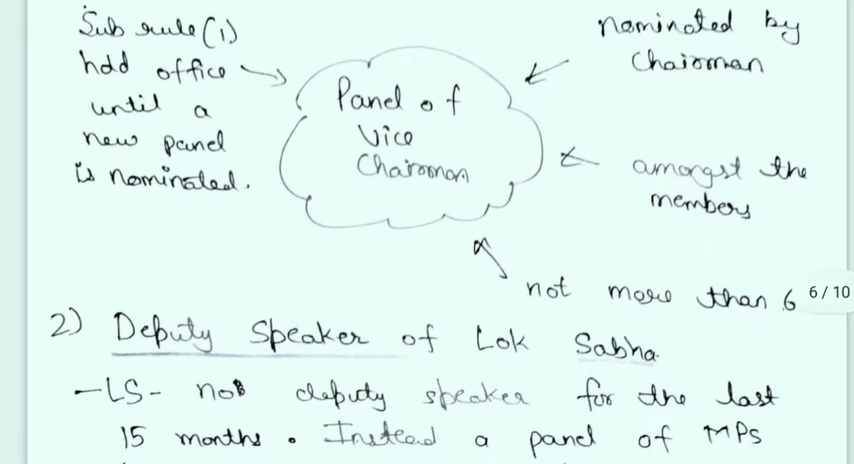 Sub rule (1)
hold office
until a
new panel
is nominated.
Panel of
Vice
Chairman
nominated by
Chairman
amongst the
members
not more than 6
6 / 10
2) Deputy Speaker of Lok Sabha.
- LS - no deputy speaker for the last
15 months. Instead a panel of MPs